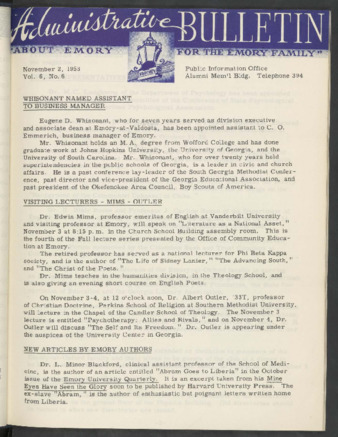 Administrative BULLETIN
"ABOUT EMORY FOR THE EMORY FAMILY"
November 2, 1953 Public Information Office
Vol. 6, No. 6 Alumni Mem'l Bldg. Telephone 394
WHISONANT NAMED ASSISTANT
TO BUSINESS MANAGER
Eugene D. Whisonant, who for seven years served as division executive
and associate dean at Emory-at-Valdosta, has been appointed assistant to C. O.
Emmerich, business manager of Emory.
Mr. Whisonant holds an M.A. degree from Wofford College and has done
graduate work at Johns Hopkins University, the University of Georgia, and the
University of South Carolina. Mr. Whisonant, who for over twenty years held
superintendencies in the public schools of Georgia, is a leader in civic and church
affairs. He is a past conference lay-leader of the South Georgia Methodist Confer-
ence, past director and vice-president of the Georgia Educational Association, and
past president of the Okefenokee Area Council, Boy Scouts of America.
VISITING LECTURERS - MIMS - OUTLER
Dr. Edwin Mims, professor emeritus of English at Vanderbilt University
and visiting professor at Emory, will speak on "Literature as a National Asset,"
November 3 at 8:15 p.m. in the Church School Building assembly room. This is
the fourth of the Fall lecture series presented by the Office of Community Educa-
tion at Emory.
The retired professor has served as a national lecturer for Phi Beta Kappa
society, and is the author of "The Life of Sidney Lanier," "The Advancing South,"
and "The Christ of the Poets."
Dr. Mims teaches in the humanities division, in the Theology School, and
is also giving an evening short course on English Poets.
On November 3-4, at 12 o'clock noon, Dr. Albert Outler, '33T, professor
of Christian Doctrine, Perkins School of Religion at Southern Methodist University,
will lecture in the Chapel of the Candler School of Theology. The November 3
lecture is entitled "Psychotherapy: Allies and Rivals," and on November 4, Dr.
Outler will discuss "The Self and Its Freedom." Dr. Outler is appearing under
the auspices of the University Center in Georgia.
NEW ARTICLES BY EMORY AUTHORS
Dr. L. Minor Blackford, clinical assistant professor of the School of Medi-
cine, is the author of an article entitled "Abram Goes to Liberia" in the October
issue of the Emory University Quarterly. It is an excerpt taken from his Mine
Eyes Have Seen the Glory soon to be published by Harvard University Press. The
ex-slave "Abram," is the author of enthusiastic but poignant letters written home
from Liberia.